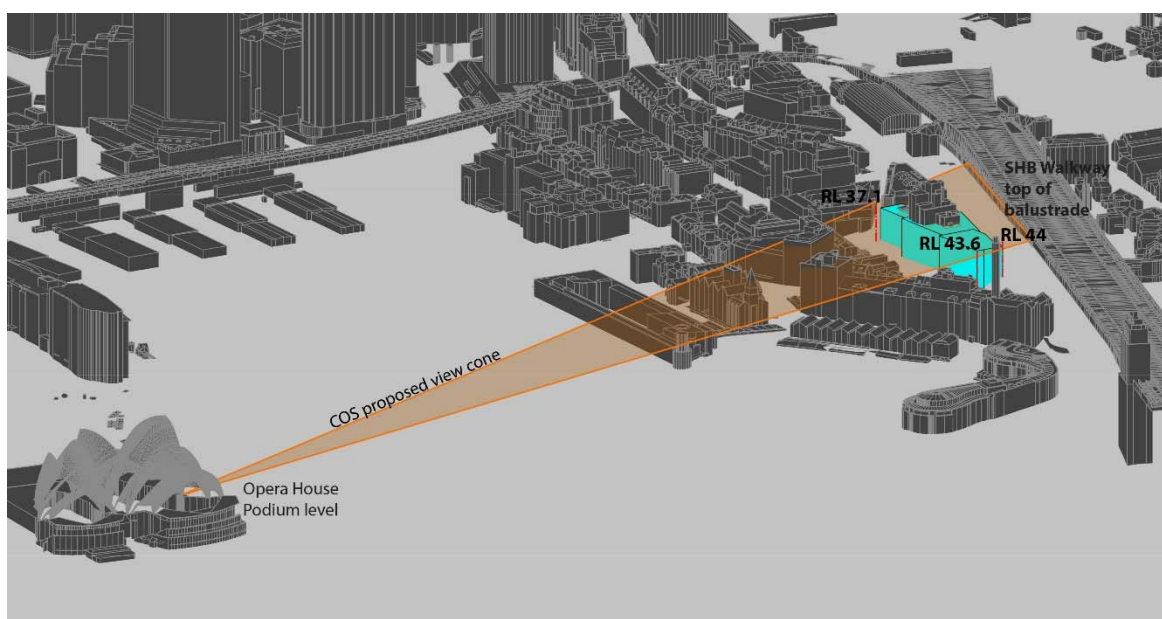 SHB Walkway
top of
balustrade
RL 37.1
RL 44
RL 43.6
COS proposed view cone
Opera House
Podium level